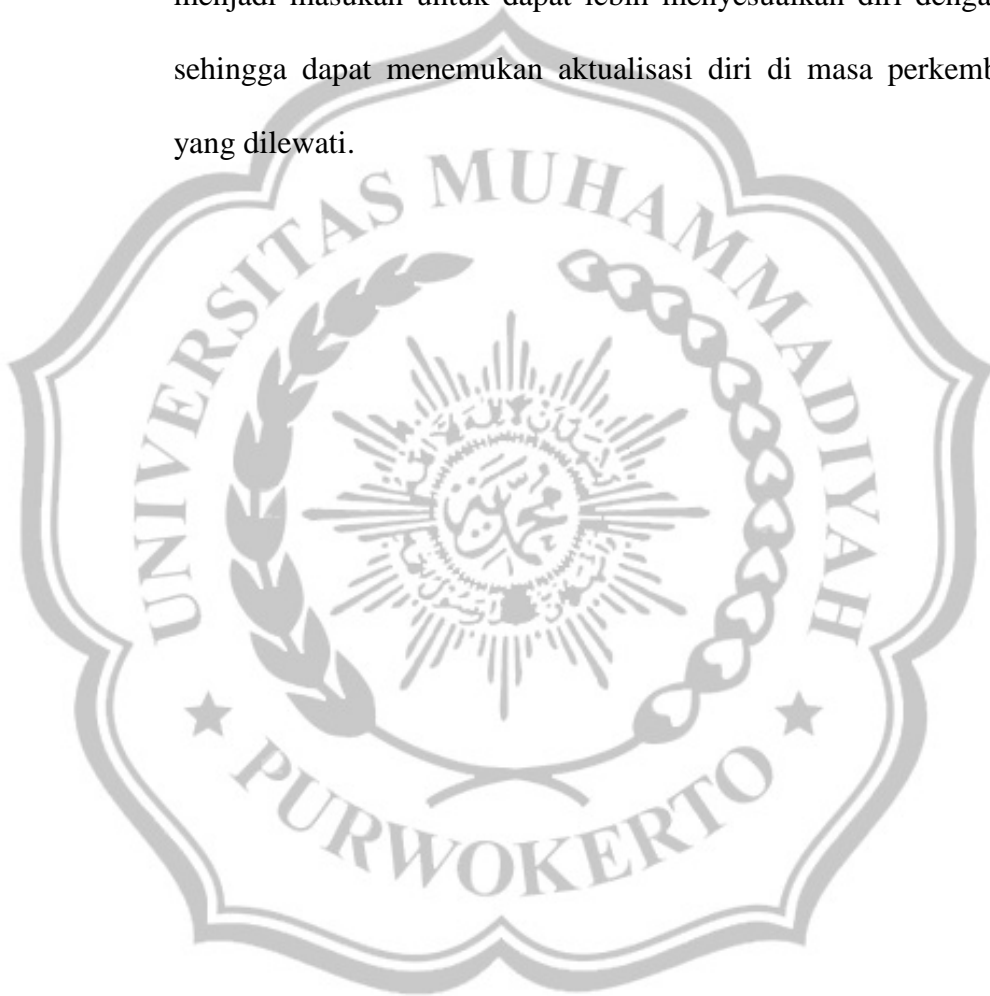 menjadi masukan untuk dapat lebih menyesuaikan diri denga
sehingga dapat menemukan aktualisasi diri di masa perkemb
yang dilewati.
UNIVERSITAS MUHAMMADIYAH
PURWOKERTO